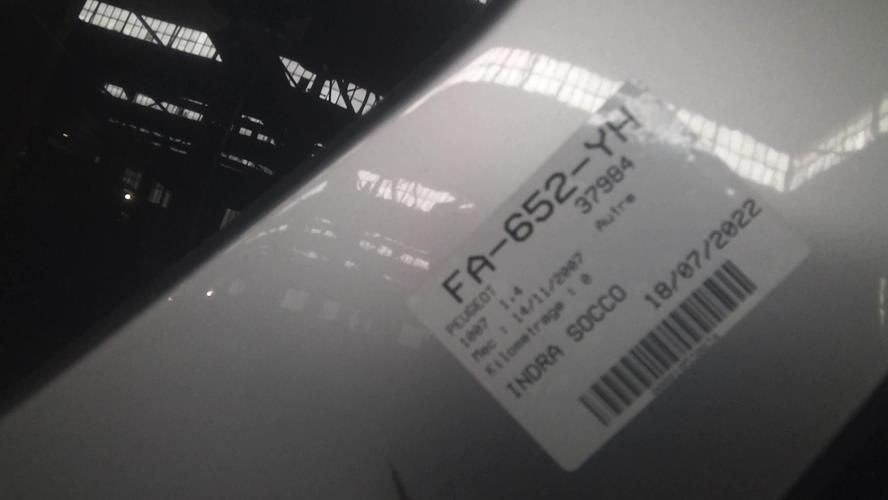 FA-652-YH
37984
PEUGEOT
1007 1.4
Autre
Mec : 14/11/2007
Kilometrage : 0
INDRA SOCCO 18/07/2022